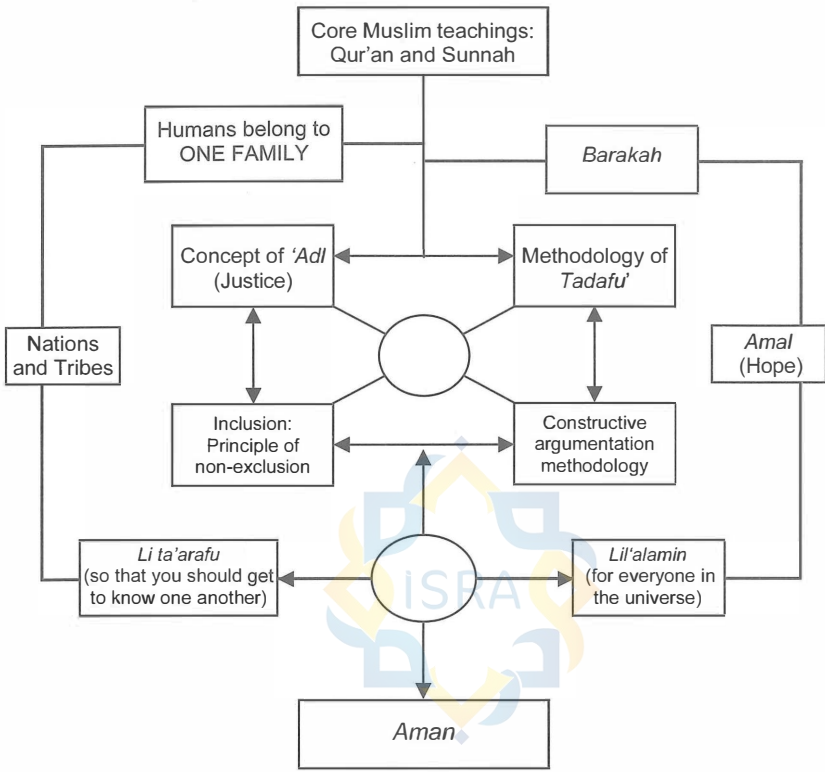 Core Muslim teachings:
Qur'an and Sunnah
Humans belong to
ONE FAMILY
Barakah
Concept of 'Adl
(Justice)
Methodology of
Tadafu'
Nations
and Tribes
Amal
(Hope)
Inclusion:
Principle of
non-exclusion
Constructive
argumentation
methodology
Li ta'arafu
(so that you should get
to know one another)
Lil'alamin
(for everyone in
the universe)
ISRA
Aman